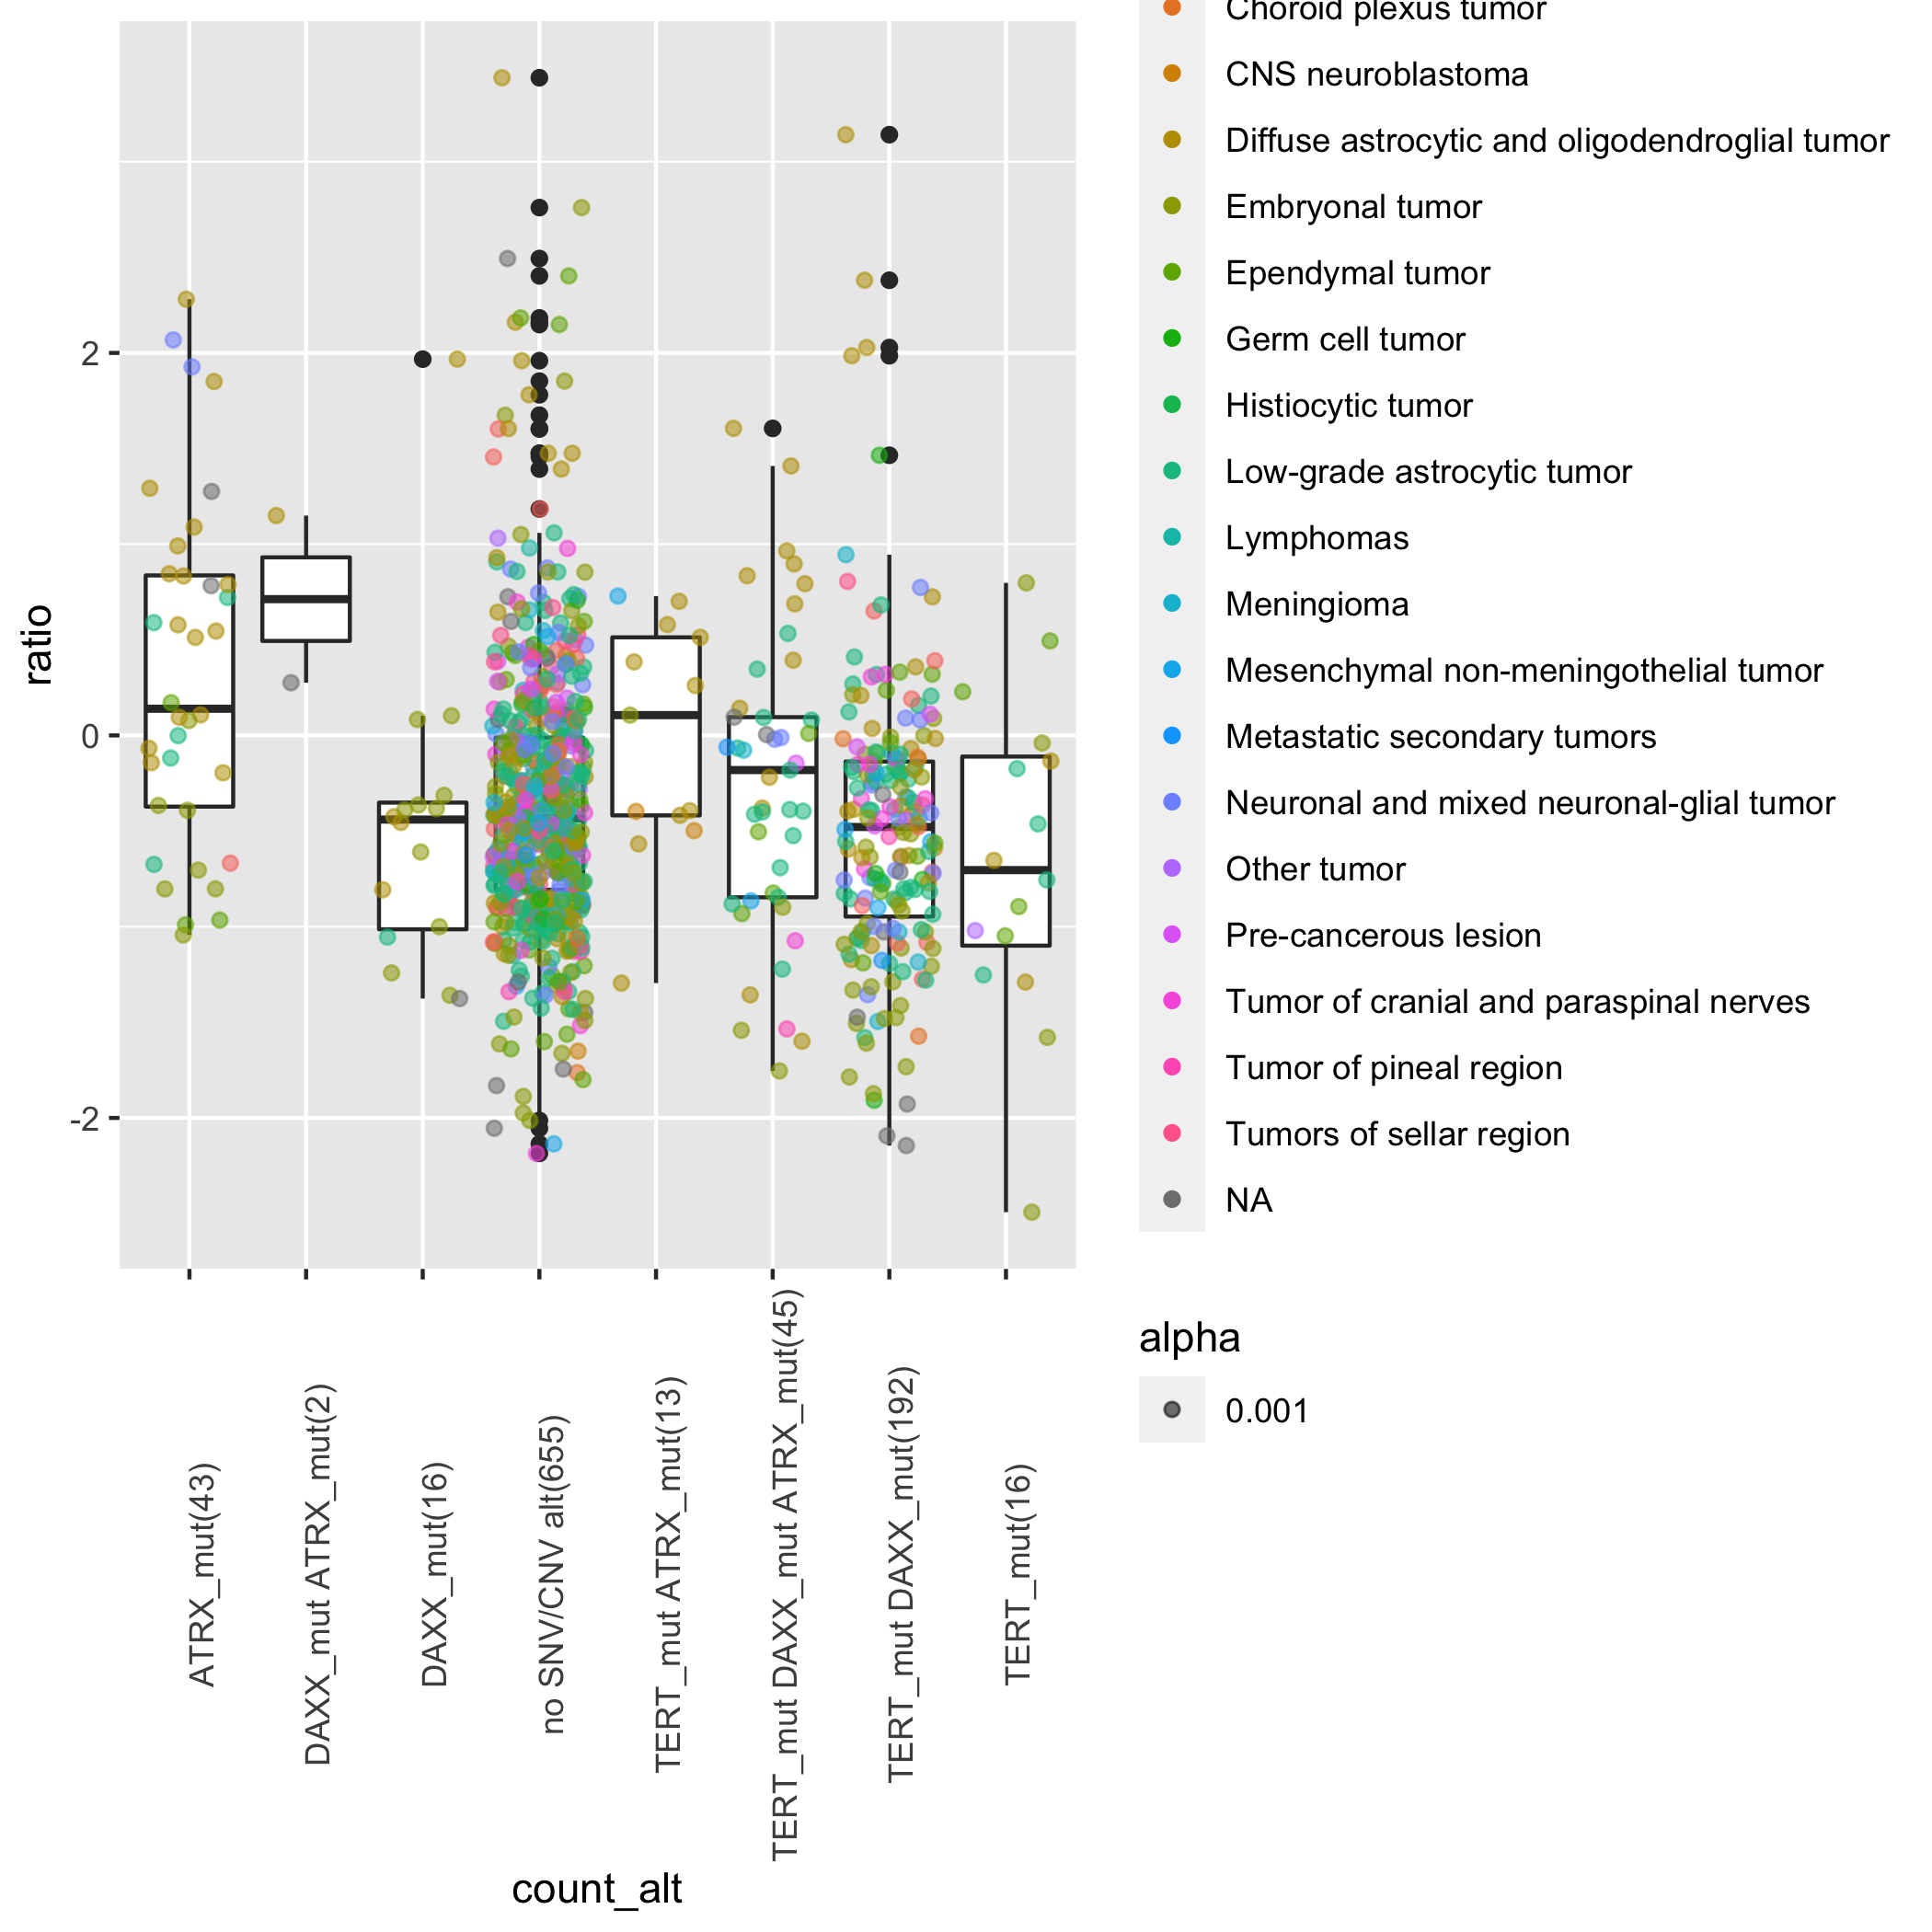 Choroid plexus tumor
CNS neuroblastoma
Diffuse astrocytic and oligodendroglial tumor
Embryonal tumor
Ependymal tumor
Germ cell tumor
Histiocytic tumor
Low-grade astrocytic tumor
Lymphomas
Meningioma
Mesenchymal non-meningothelial tumor
Metastatic secondary tumors
Neuronal and mixed neuronal-glial tumor
Other tumor
Pre-cancerous lesion
Tumor of cranial and paraspinal nerves
Tumor of pineal region
Tumors of sellar region
NA
alpha
0.001
ratio
2
0
-2
ATRX_mut(43)
DAXX_mut ATRX_mut(2)
DAXX_mut(16)
no SNV/CNV alt(655)
TERT_mut ATRX_mut(13)
TERT_mut DAXX_mut ATRX_mut(45)
TERT_mut DAXX_mut(192)
TERT_mut(16)
count_alt